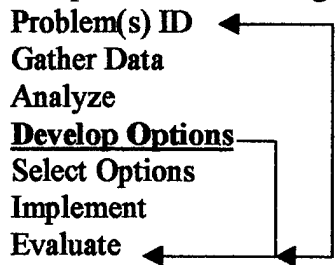 Problem(s) ID
Gather Data
Analyze
Develop Options
Select Options
Implement
Evaluate